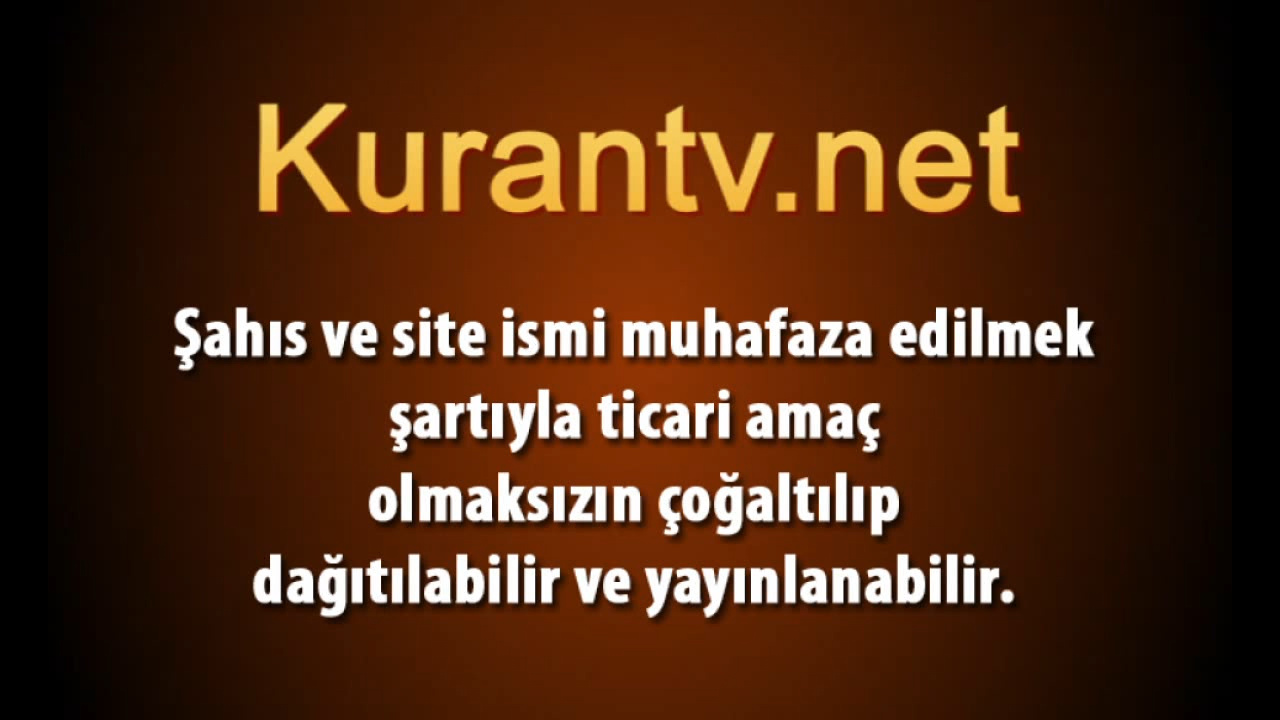 Kurantv.net
Şahıs ve site ismi muhafaza edilmek
şartıyla ticari amaç
olmaksızın çoğaltılıp
dağıtılabilir ve yayınlanabilir.